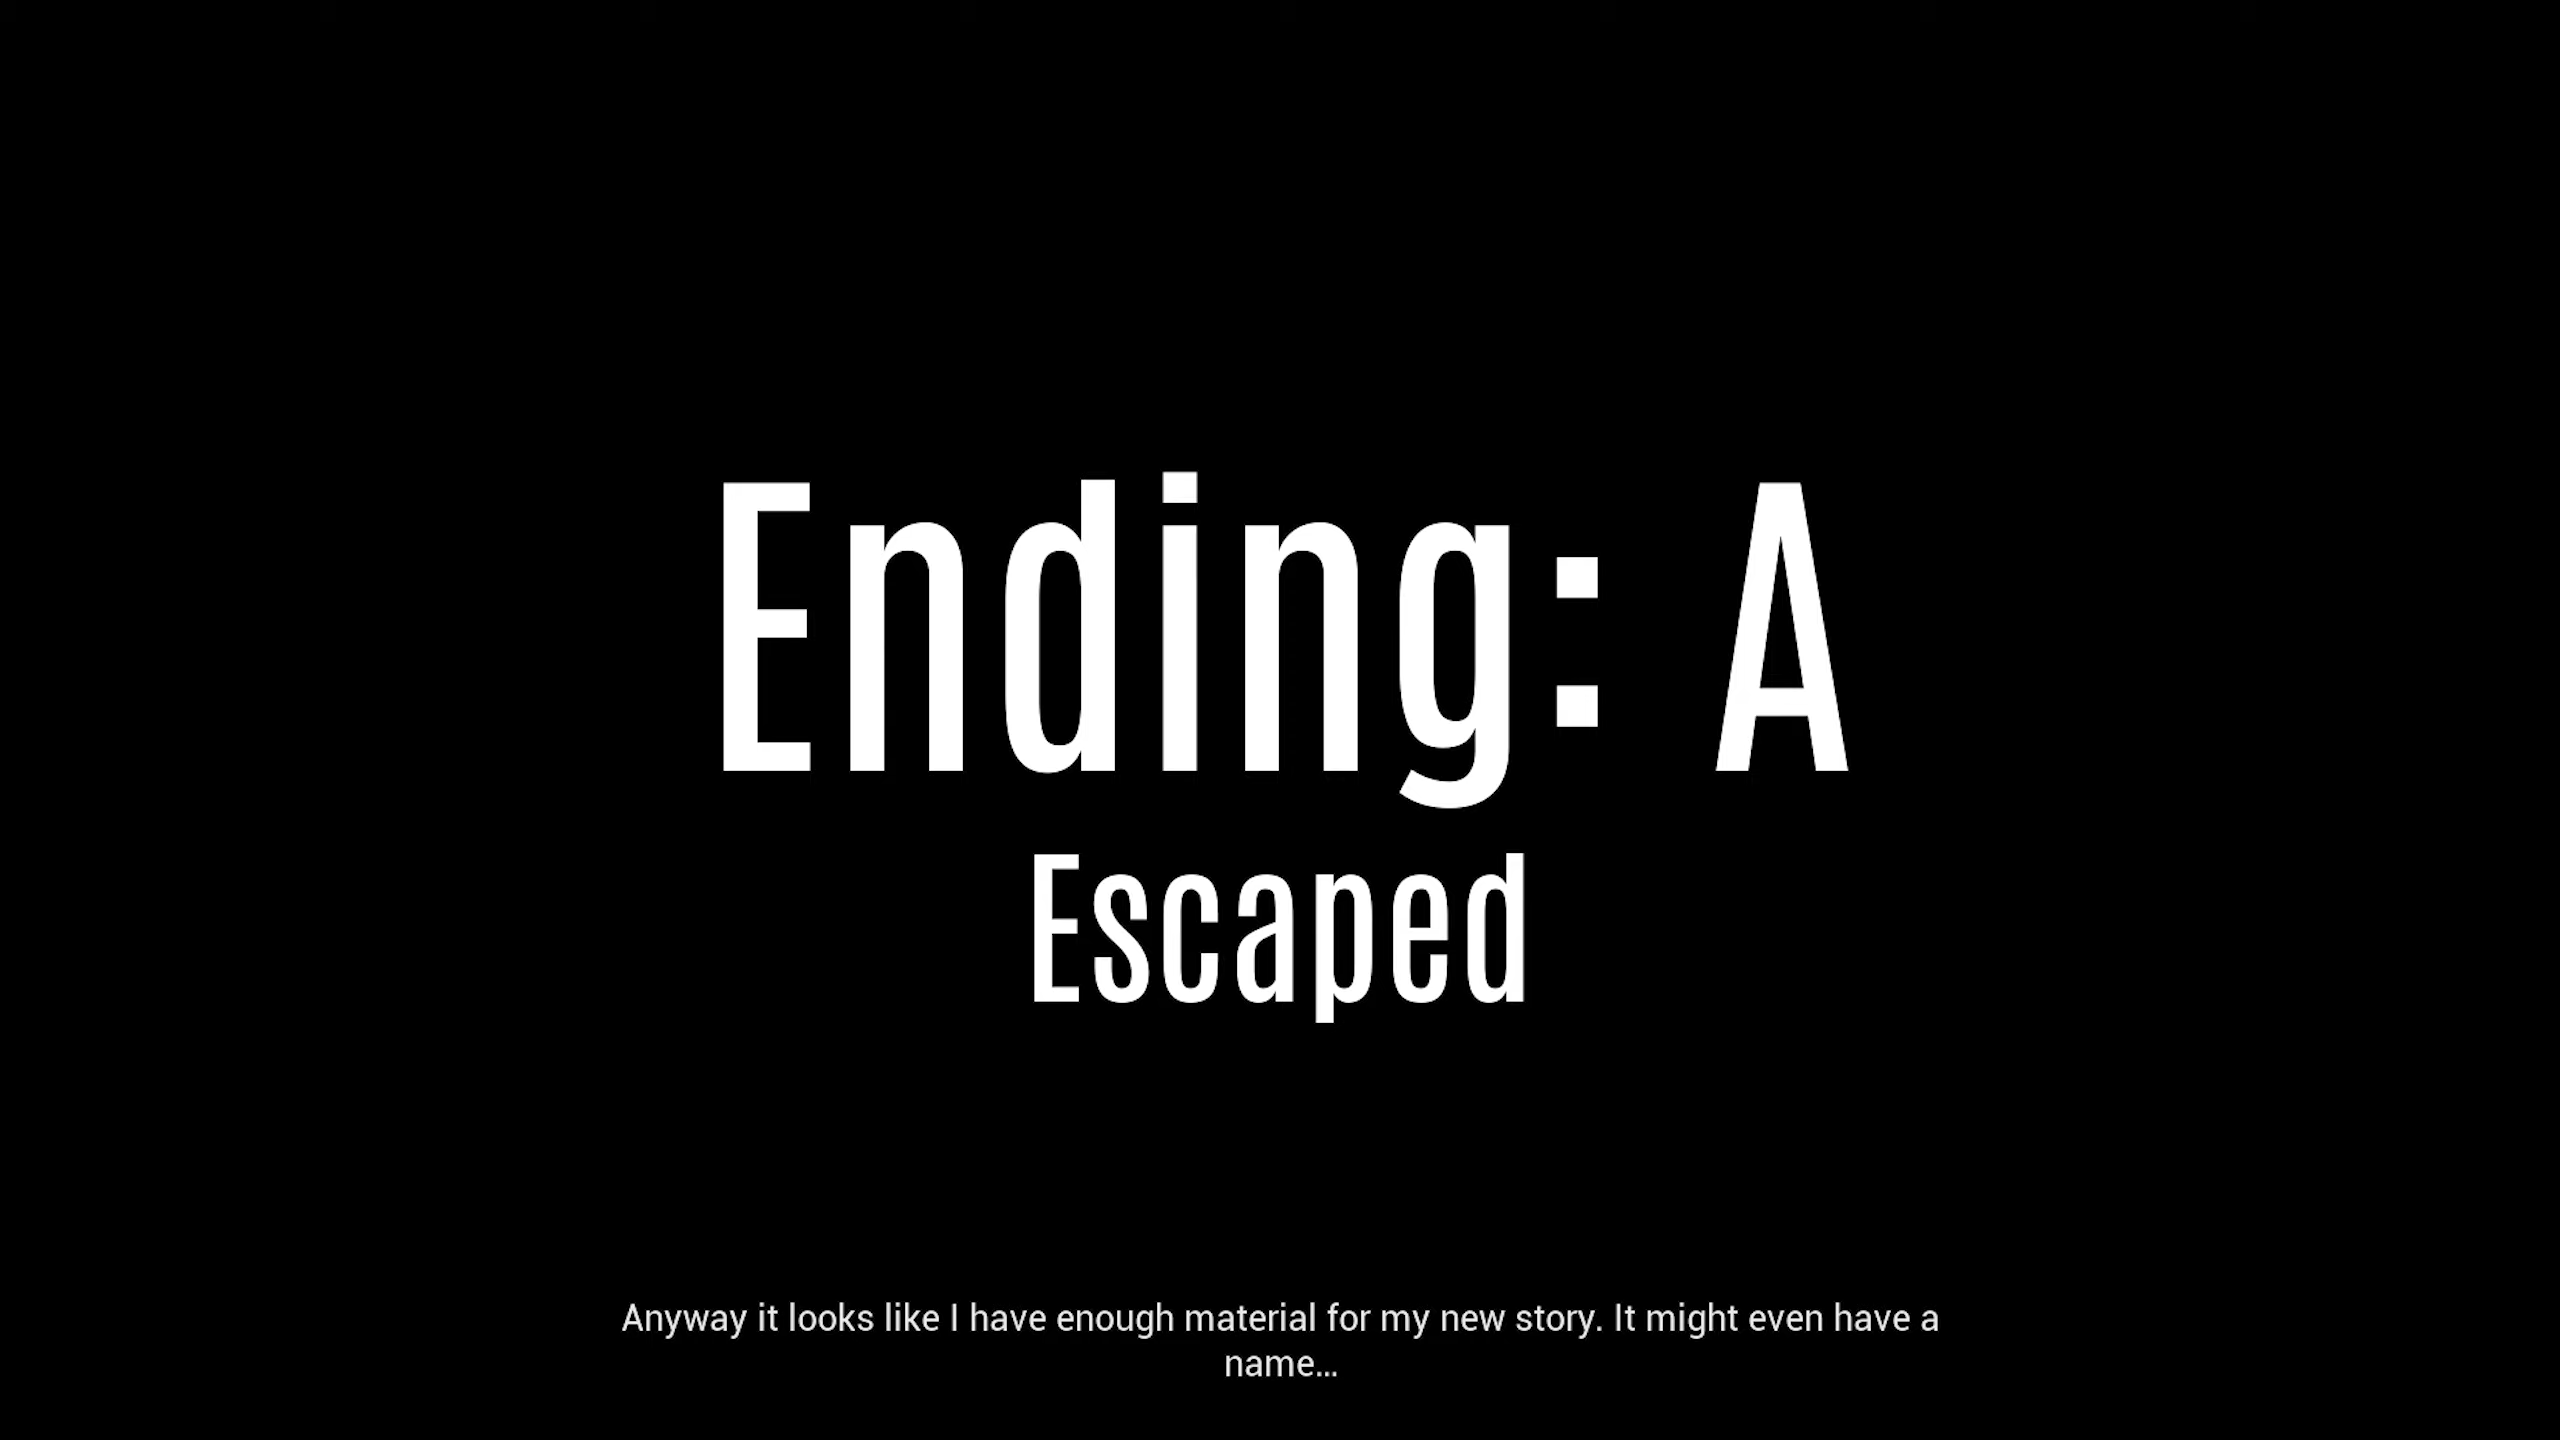 Ending: A
Escaped
Anyway it looks like I have enough material for my new story. It might even have a
name...